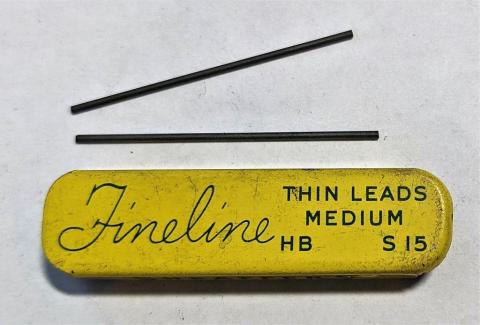 Fineline
THIN LEADS
MEDIUM
HB S 15